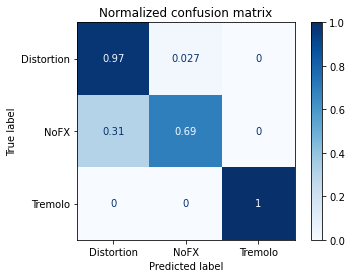 Normalized confusion matrix
True label
Distortion 0.97 0.027 0
NoFX 0.31 0.69 0
Tremolo 0 0 1
Distortion NoFX Tremolo
Predicted label
1.0
0.8
0.6
0.4
0.2
0.0